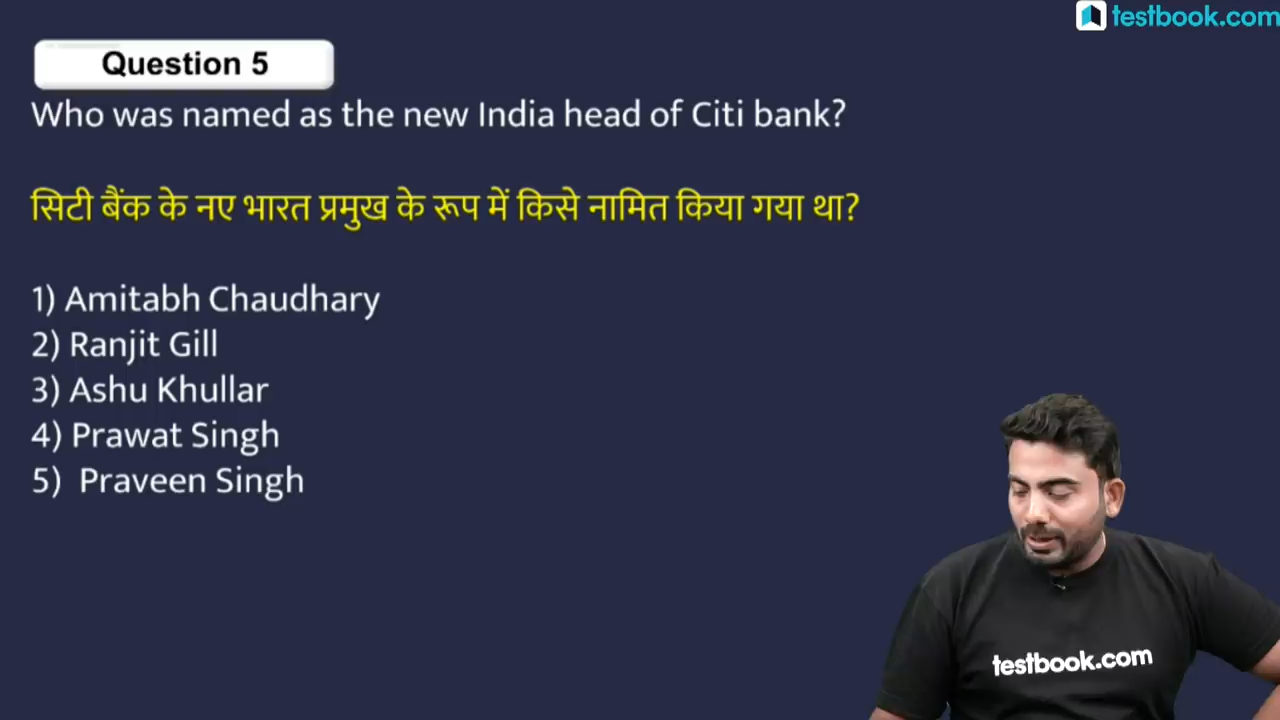 testbook.com
Question 5
Who was named as the new India head of Citi bank?
सिटी बैंक के नए भारत प्रमुख के रूप में किसे नामित किया गया था?
1) Amitabh Chaudhary
2) Ranjit Gill
3) Ashu Khullar
4) Prawat Singh
5) Praveen Singh
testbook.com